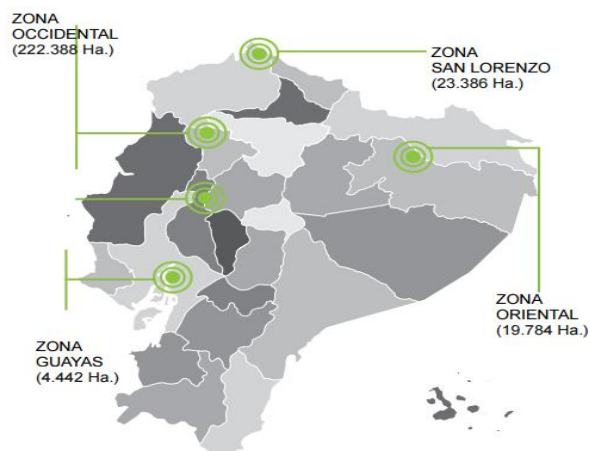 ZONA
OCCIDENTAL
(222.388 Ha.)
ZONA
SAN LORENZO
(23.386 Ha.)
ZONA
ORIENTAL
(19.784 Ha.)
ZONA
GUAYAS
(4.442 Ha.)